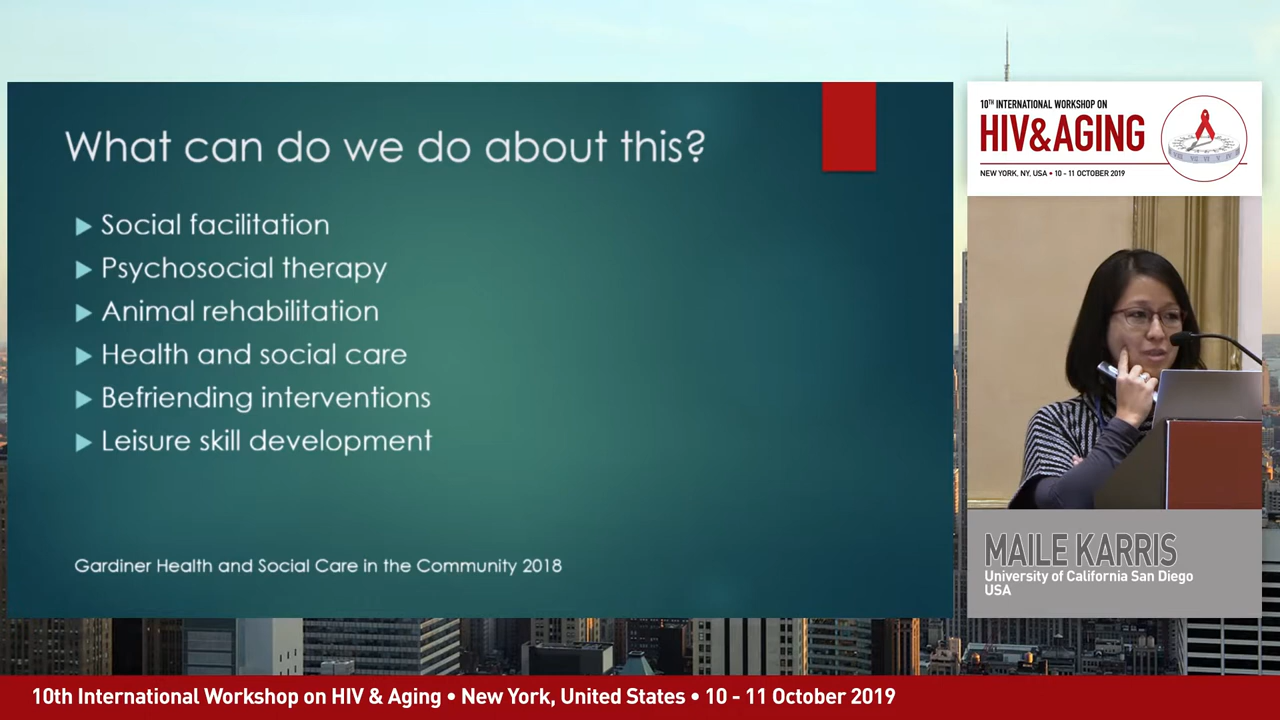 What can do we do about this?
Social facilitation
Psychosocial therapy
Animal rehabilitation
Health and social care
Befriending interventions
Leisure skill development
Gardiner Health and Social Care in the Community 2018
10TH INTERNATIONAL WORKSHOP ON
HIV&AGING
NEW YORK, NY, USA • 10 - 11 OCTOBER 2019
MAILE KARRIS
University of California San Diego
USA
10th International Workshop on HIV & Aging • New York, United States • 10 - 11 October 2019